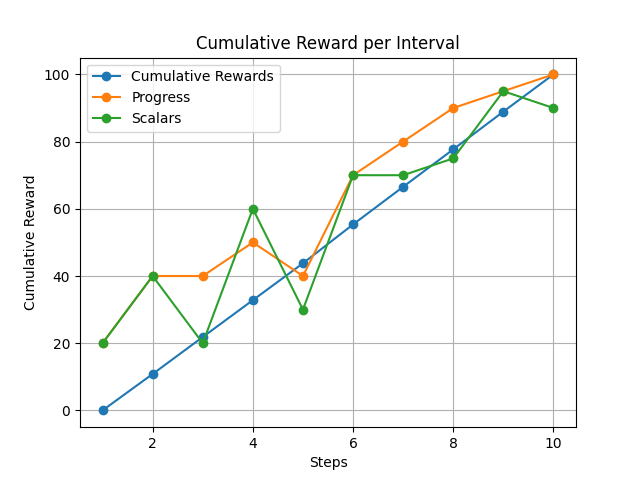 Cumulative Reward per Interval
Cumulative Rewards
Progress
Scalars
Cumulative Reward
100
80
60
40
20
0
2 4 6 8 10
Steps